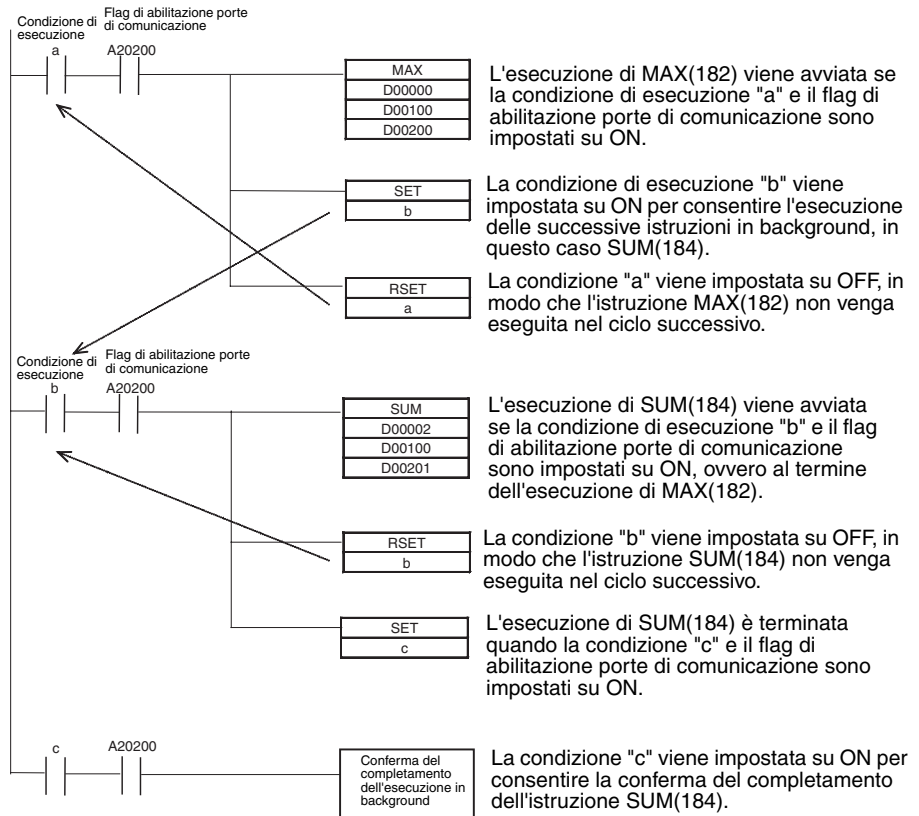 Condizione di
esecuzione
a
Flag di abilitazione porte
di comunicazione
A20200
MAX
D00000
D00100
D00200
L'esecuzione di MAX(182) viene avviata se
la condizione di esecuzione "a" e il flag di
abilitazione porte di comunicazione sono
impostati su ON.
SET
b
La condizione di esecuzione "b" viene
impostata su ON per consentire l'esecuzione
delle successive istruzioni in background, in
questo caso SUM(184).
RSET
a
La condizione "a" viene impostata su OFF, in
modo che l'istruzione MAX(182) non venga
eseguita nel ciclo successivo.
Condizione di
esecuzione
b
Flag di abilitazione porte
di comunicazione
A20200
SUM
D00002
D00100
D00201
L'esecuzione di SUM(184) viene avviata
se la condizione di esecuzione "b" e il flag
di abilitazione porte di comunicazione
sono impostati su ON, ovvero al termine
dell'esecuzione di MAX(182).
RSET
b
La condizione "b" viene impostata su OFF, in
modo che l'istruzione SUM(184) non venga
eseguita nel ciclo successivo.
SET
c
L'esecuzione di SUM(184) è terminata
quando la condizione "c" e il flag di
abilitazione porte di comunicazione sono
impostati su ON.
c
A20200
Conferma del
completamento
dell'esecuzione in
background
La condizione "c" viene impostata su ON per
consentire la conferma del completamento
dell'istruzione SUM(184).